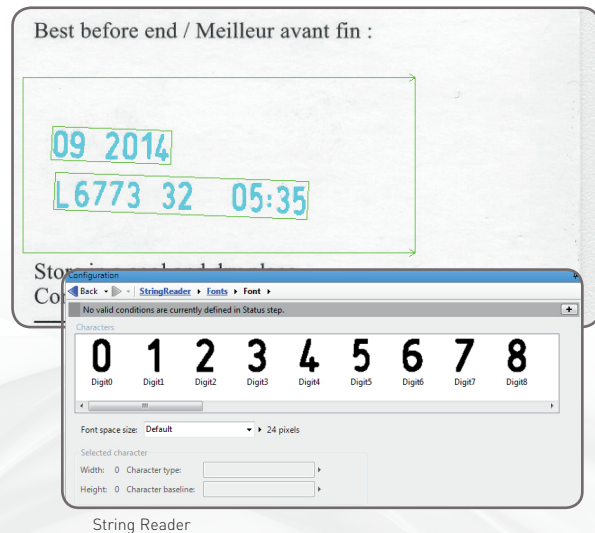 Best before end / Meilleur avant fin :
09 2014
L6773 32 05:35
Configuration
Back StringReader Fonts Font
No valid conditions are currently defined in Status step.
+
Characters
0 1 2 3 4 5 6 7 8
Digit0 Digit1 Digit2 Digit3 Digit4 Digit5 Digit6 Digit7 Digit8
Font space size: Default 24 pixels
Selected character
Width: 0 Character type:
Height: 0 Character baseline:
String Reader